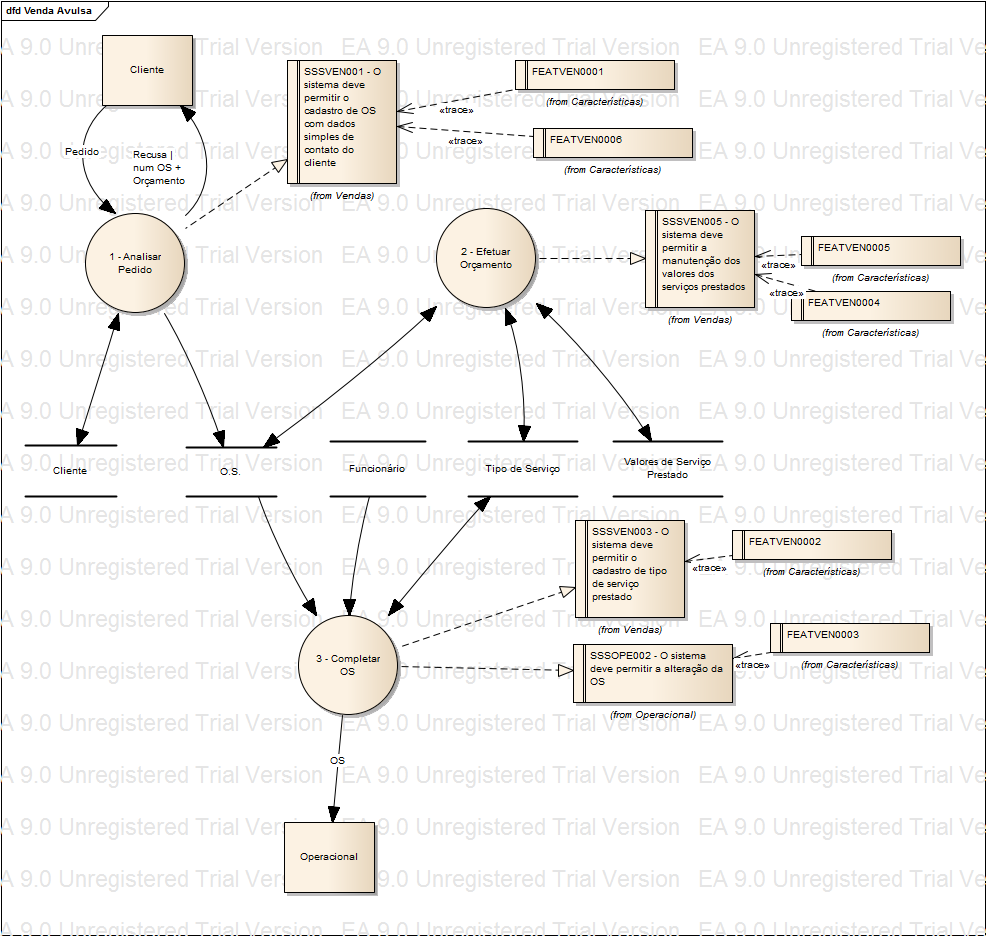 dfd Venda Avulsa
EA 9.0 Unregistered Trial Version
Cliente
Pedido
Recusa |
num OS +
Orçamento
SSSVEN001 - O
sistema deve
permitir o
cadastro de OS
com dados
simples de
contato do
cliente
(from Vendas)
FEATVEN0001
(from Características)
«trace»
FEATVEN0006
(from Características)
«trace»
1 - Analisar
Pedido
2 - Efetuar
Orçamento
SSSVEN005 - O
sistema deve
permitir a
manutenção dos
valores dos
serviços prestados
(from Vendas)
FEATVEN0005
(from Características)
«trace»
FEATVEN0004
(from Características)
«trace»
Cliente
O.S.
Funcionário
Tipo de Serviço
Valores de Serviço
Prestado
SSSVEN003 - O
sistema deve
permitir o
cadastro de tipo
de serviço
prestado
(from Vendas)
FEATVEN0002
(from Características)
«trace»
SSSOPE002 - O sistema
deve permitir a alteração da
OS
(from Operacional)
FEATVEN0003
(from Características)
«trace»
3 - Completar
OS
OS
Operacional